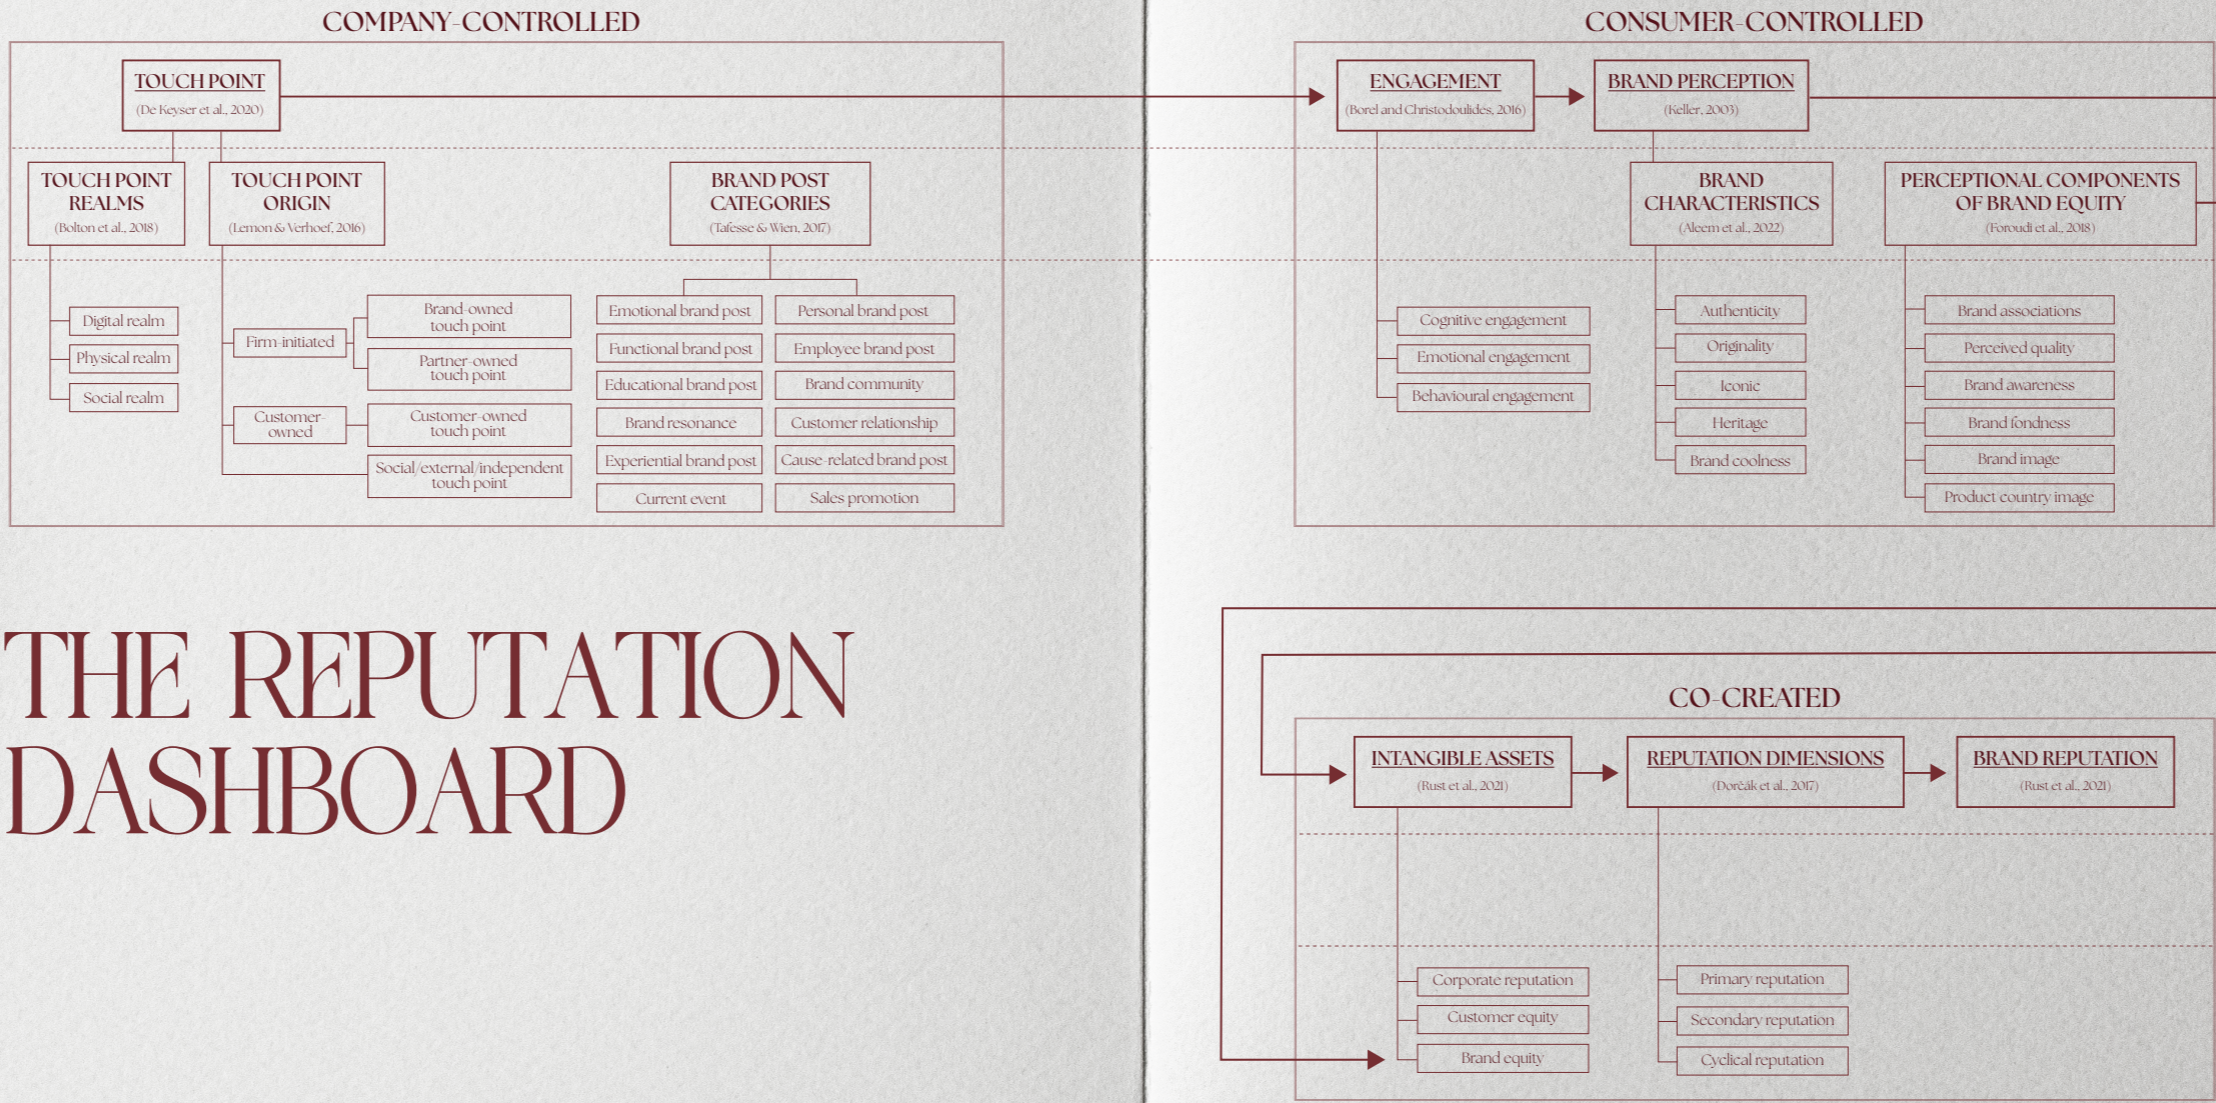 COMPANY-CONTROLLED
TOUCH POINT
(De Keyser et al., 2020)
TOUCH POINT
REALMS
(Bolton et al., 2018)
TOUCH POINT
ORIGIN
(Lemon & Verhoef, 2016)
BRAND POST
CATEGORIES
(Tafesse & Wien, 2017)
Digital realm
Physical realm
Social realm
Firm-initiated
Customer-
owned
Brand-owned
touch point
Partner-owned
touch point
Customer-owned
touch point
Social/external/independent
touch point
Emotional brand post
Functional brand post
Educational brand post
Brand resonance
Experiential brand post
Current event
Personal brand post
Employee brand post
Brand community
Customer relationship
Cause-related brand post
Sales promotion
THE REPUTATION
DASHBOARD
CONSUMER-CONTROLLED
ENGAGEMENT
(Borel and Christodoulides, 2016)
BRAND PERCEPTION
(Keller, 2003)
BRAND
CHARACTERISTICS
(Aleem et al., 2022)
PERCEPTIONAL COMPONENTS
OF BRAND EQUITY
(Foroudi et al., 2018)
Cognitive engagement
Emotional engagement
Behavioural engagement
Authenticity
Originality
Iconic
Heritage
Brand coolness
Brand associations
Perceived quality
Brand awareness
Brand fondness
Brand image
Product country image
CO-CREATED
INTANGIBLE ASSETS
(Rust et al., 2021)
REPUTATION DIMENSIONS
(Dorčák et al., 2017)
BRAND REPUTATION
(Rust et al., 2021)
Corporate reputation
Customer equity
Brand equity
Primary reputation
Secondary reputation
Cyclical reputation